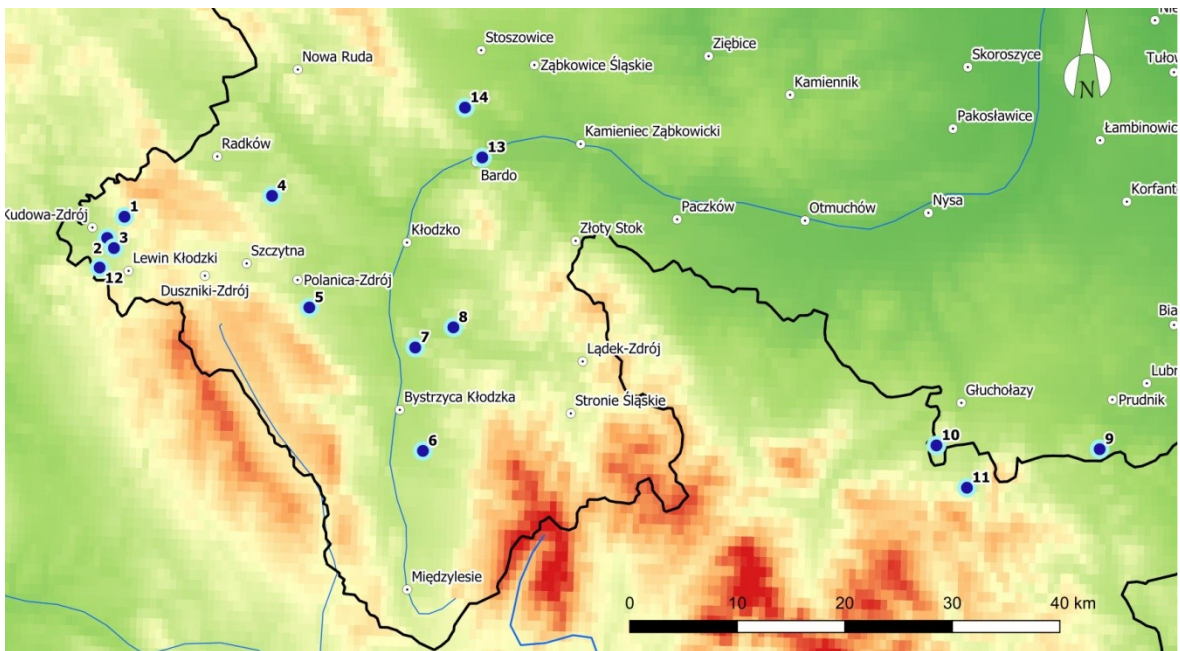 Nie
Stoszowice
Ziębice
Nowa Ruda
Ząbkowice Śląskie
Skoroszyce
Tułow
Kamiennik
N
14
Pakosławice
Kamieniec Ząbkowicki
Łambinowic
Radków
13
Bardo
4
Korfanto
1
Kudowa-Zdrój
Paczków
Otmuchów
Nysa
2
3
Kłodzko
Złoty Stok
12
Lewin Kłodzki
Szczytna
Duszniki-Zdrój
Polanica-Zdrój
5
8
Bia
7
Lądek-Zdrój
Lubr
Bystrzyca Kłodzka
Stronie Śląskie
Głuchołazy
Prudnik
6
10
9
11
Międzylesie
0
10
20
30
40 km